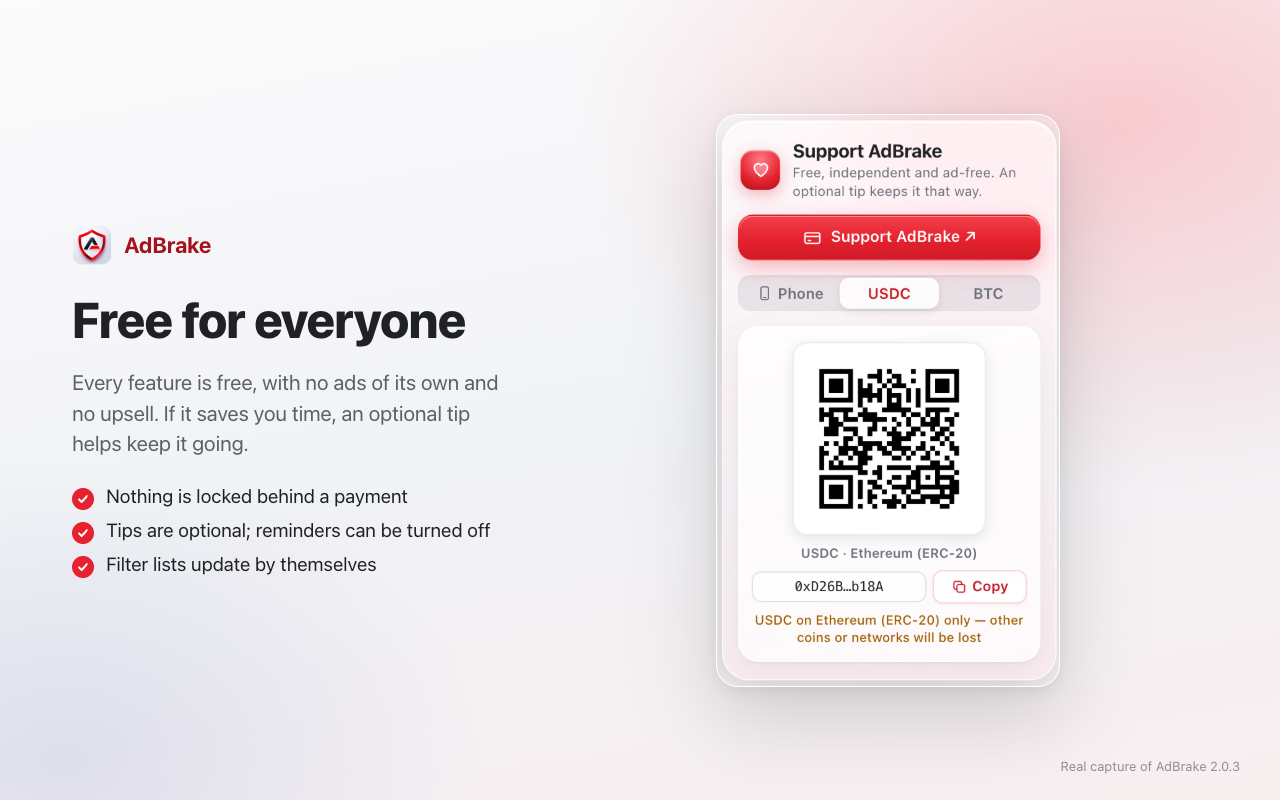 AdBrake
Free for everyone
Every feature is free, with no ads of its own and
no upsell. If it saves you time, an optional tip
helps keep it going.
Nothing is locked behind a payment
Tips are optional; reminders can be turned off
Filter lists update by themselves
Support AdBrake
Free, independent and ad-free. An
optional tip keeps it that way.
Support AdBrake
Phone
USDC
BTC
USDC · Ethereum (ERC-20)
0xD26B…b18A
Copy
USDC on Ethereum (ERC-20) only — other
coins or networks will be lost
Real capture of AdBrake 2.0.3